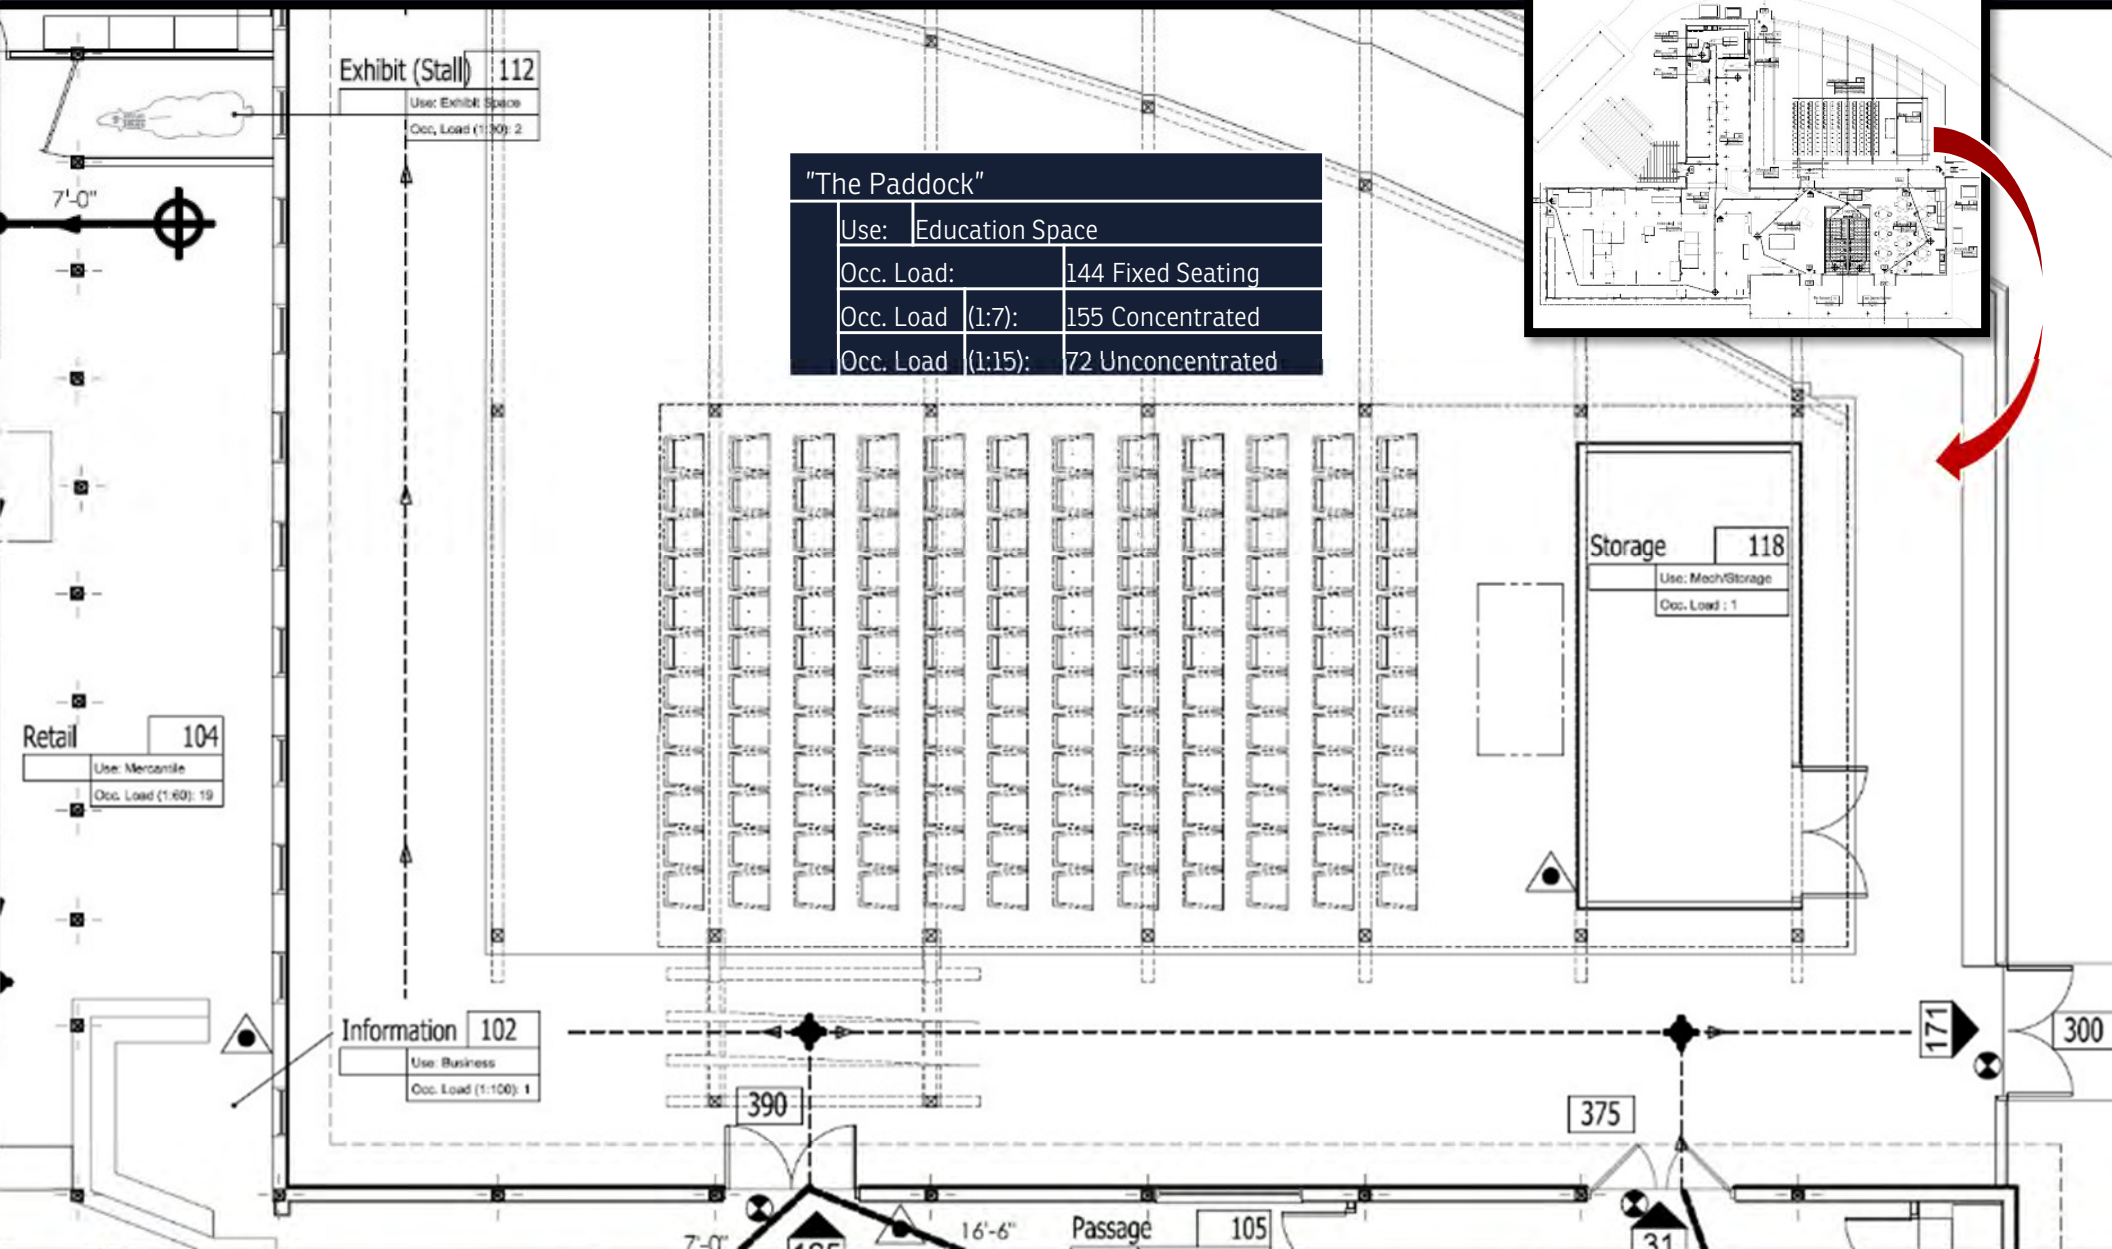 Exhibit (Stall) 112
Use: Exhibit Space
Occ. Load (1:30): 2
7'-0"
"The Paddock"
Use: Education Space
Occ. Load: 144 Fixed Seating
Occ. Load (1:7): 155 Concentrated
Occ. Load (1:15): 72 Unconcentrated
Storage 118
Use: Mech/Storage
Occ. Load : 1
Retail 104
Use: Mercantile
Occ. Load (1:60): 19
Information 102
Use: Business
Occ. Load (1:100): 1
171
300
390
375
Passage 105
16'-6"
7'-0"
31